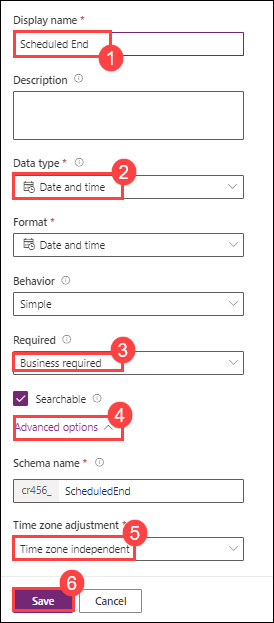 Display name *
Scheduled End
1
Description
Data type *
2
Date and time
Format *
Date and time
Behavior
Simple
Required
3
Business required
Searchable
4
Advanced options
Schema name *
cr456_ ScheduledEnd
Time zone adjustment *
5
Time zone independent
6
Save Cancel